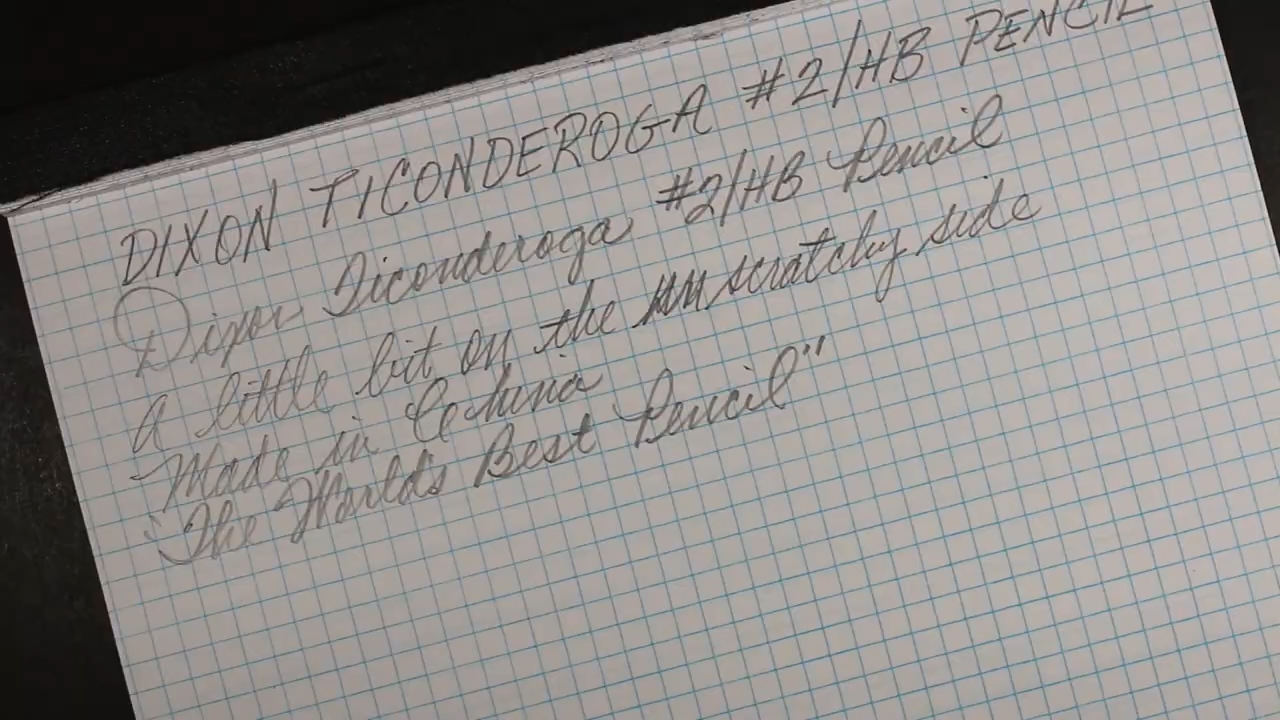 DIXON TICONDEROGA #2/HB PENCIL
Dixon Ticonderoga #2/HB Pencil
A little bit on the scratchy side
Made in China
"The World's Best Pencil"